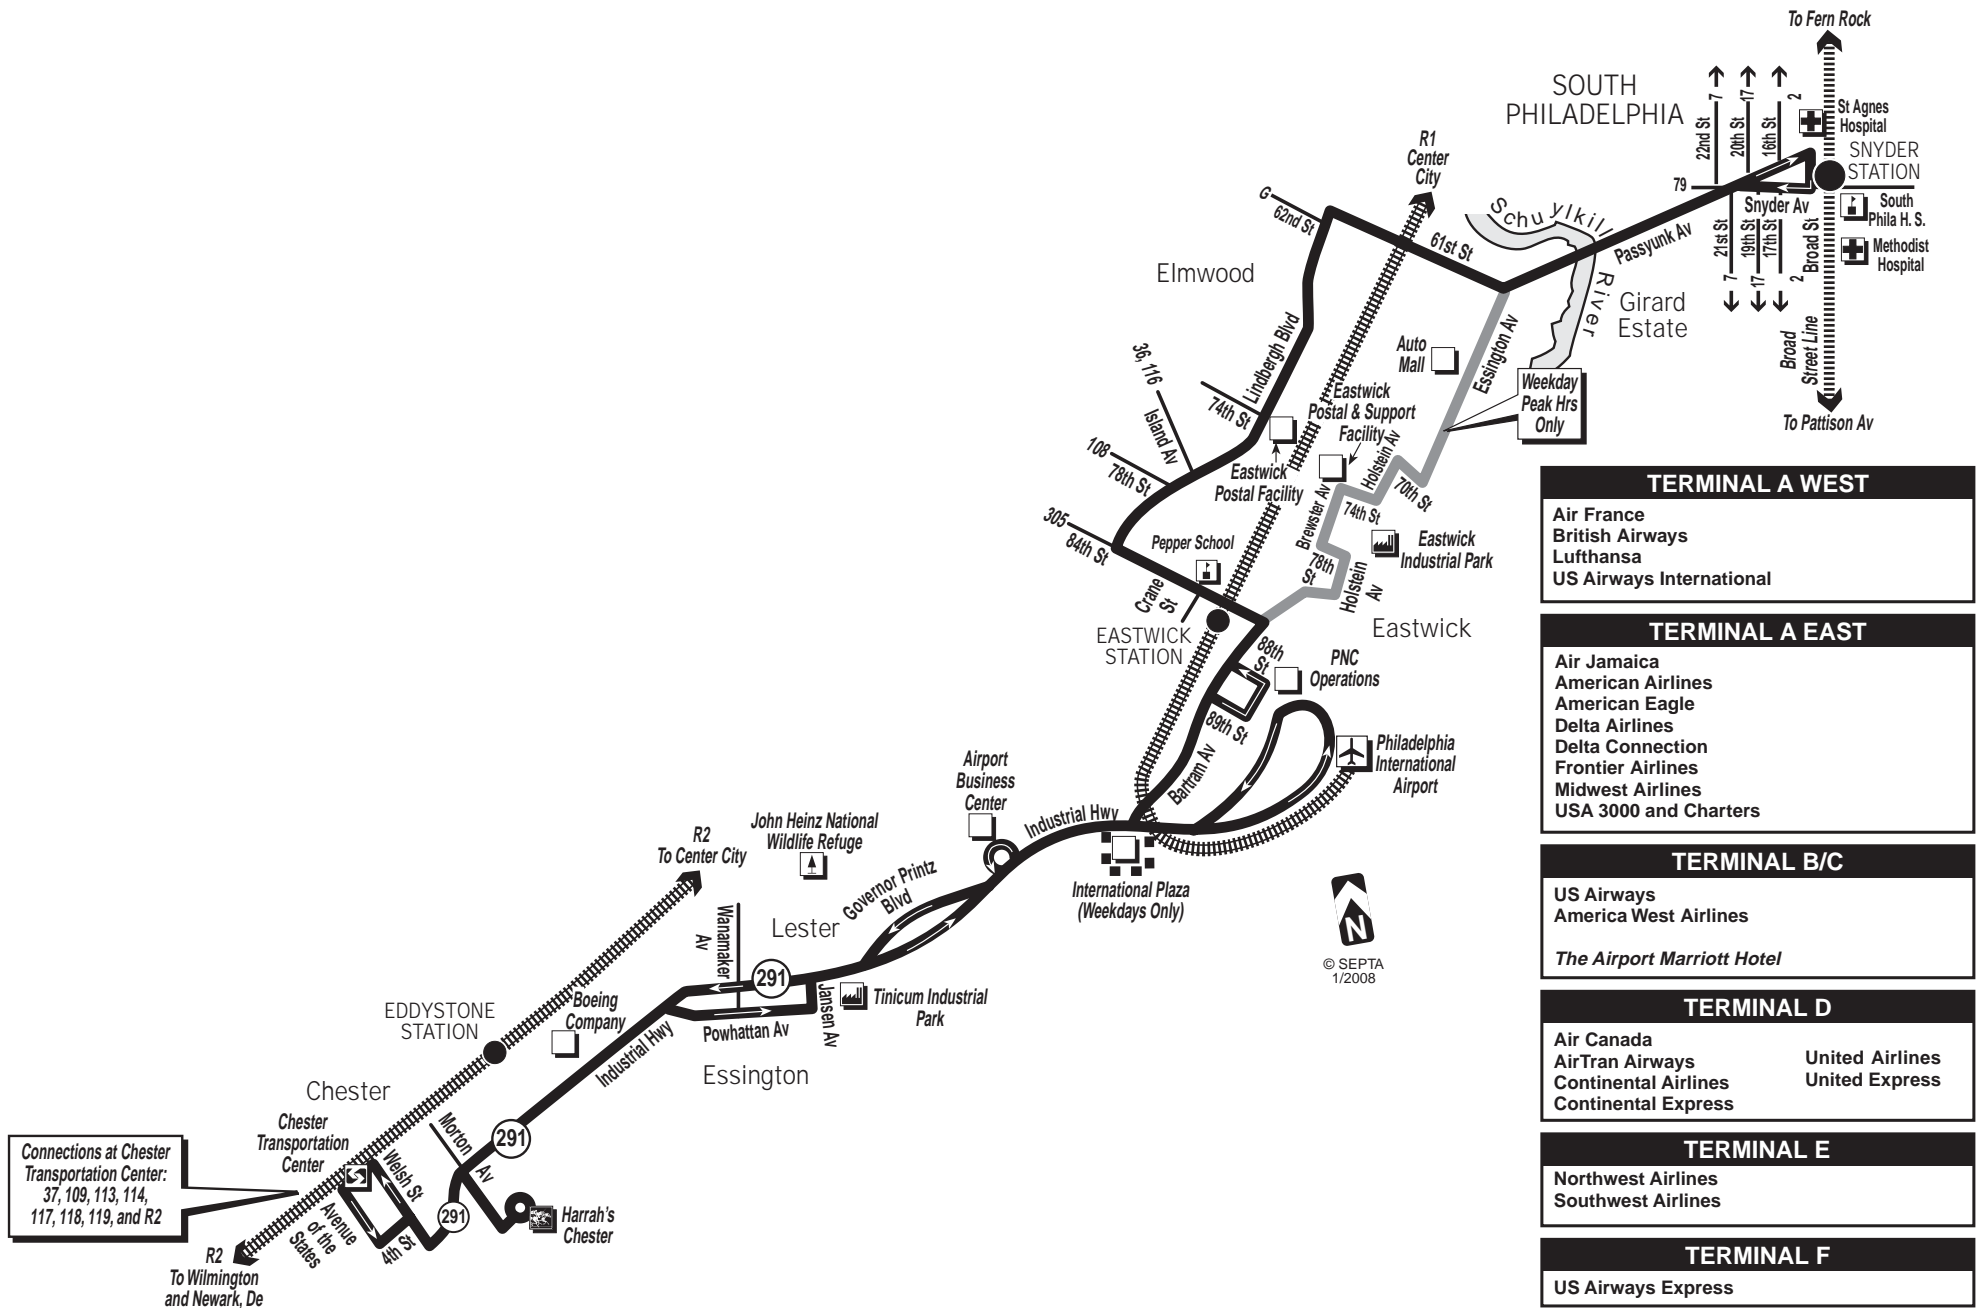 To Fern Rock
SOUTH
PHILADELPHIA
22nd St
7
20th St
17
16th St
2
St Agnes
Hospital
SNYDER
STATION
79
Snyder Av
South
Phila H. S.
Methodist
Hospital
21st St
7
19th St
17
17th St
2
Broad St
Broad
Street Line
To Pattison Av
R1
Center
City
G
62nd St
61st St
Schuylkill
River
Passyunk Av
Girard
Estate
Elmwood
Lindbergh Blvd
Auto
Mall
Essington Av
Weekday
Peak Hrs
Only
36, 116
Island Av
74th St
Eastwick
Postal & Support
Facility
108
78th St
Eastwick
Postal Facility
Holstein Av
70th St
74th St
Brewster Av
305
84th St
Pepper School
Eastwick
Industrial Park
78th
St
Holstein
Av
Crane
St
EASTWICK
STATION
Eastwick
88th
St
PNC
Operations
89th St
Bartram Av
Philadelphia
International
Airport
Airport
Business
Center
Industrial Hwy
International Plaza
(Weekdays Only)
John Heinz National
Wildlife Refuge
R2
To Center City
Governor Printz
Blvd
Lester
Wanamaker
Av
291
Jansen Av
Tinicum Industrial
Park
Powhattan Av
Industrial Hwy
Essington
Boeing
Company
EDDYSTONE
STATION
Chester
Chester
Transportation
Center
Morton
Av
291
Welsh St
291
Harrah's
Chester
Avenue
of the
States
4th St
Connections at Chester
Transportation Center:
37, 109, 113, 114,
117, 118, 119, and R2
R2
To Wilmington
and Newark, De
N
© SEPTA
1/2008
TERMINAL A WEST
Air France
British Airways
Lufthansa
US Airways International
TERMINAL A EAST
Air Jamaica
American Airlines
American Eagle
Delta Airlines
Delta Connection
Frontier Airlines
Midwest Airlines
USA 3000 and Charters
TERMINAL B/C
US Airways
America West Airlines
The Airport Marriott Hotel
TERMINAL D
Air Canada
AirTran Airways
Continental Airlines
Continental Express
United Airlines
United Express
TERMINAL E
Northwest Airlines
Southwest Airlines
TERMINAL F
US Airways Express